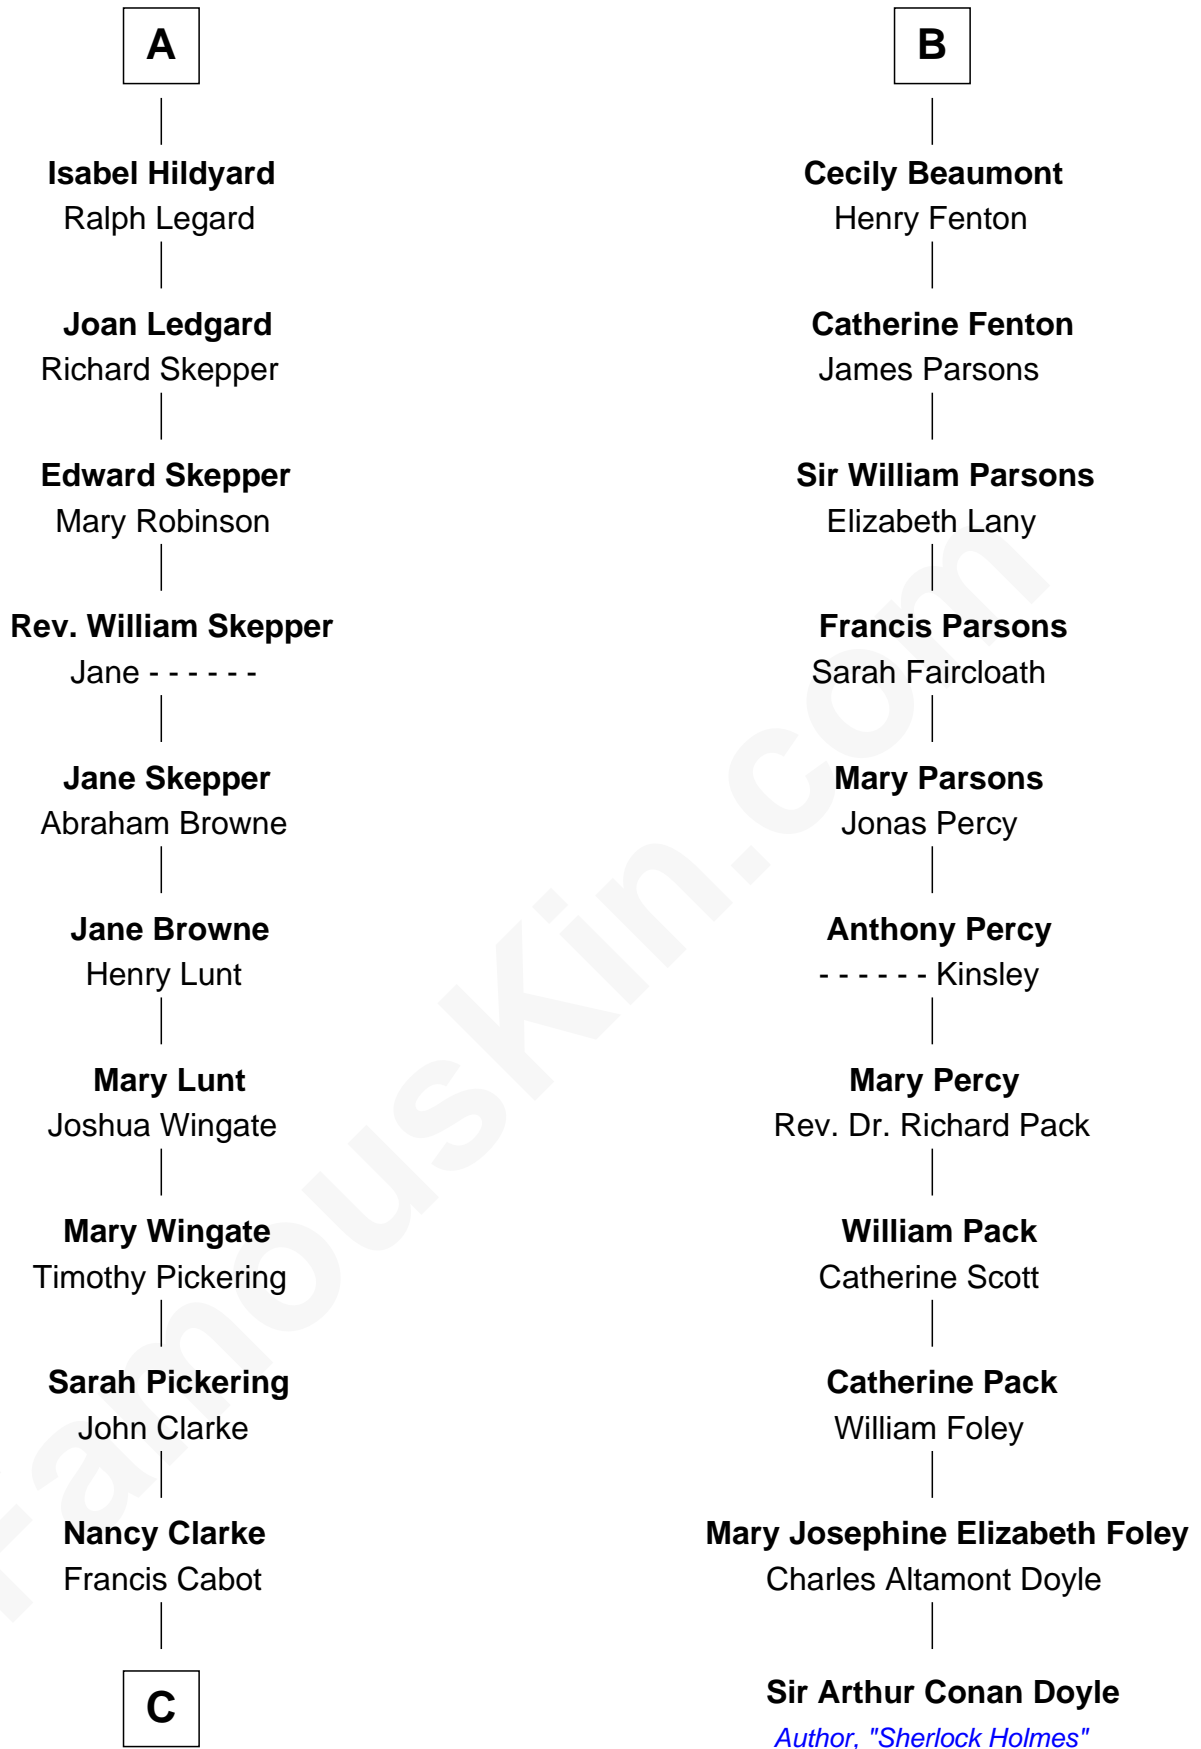 A
Isabel Hildyard
Ralph Legard
Joan Ledgard
Richard Skepper
Edward Skepper
Mary Robinson
Rev. William Skepper
Jane - - - - - -
Jane Skepper
Abraham Browne
Jane Browne
Henry Lunt
Mary Lunt
Joshua Wingate
Mary Wingate
Timothy Pickering
Sarah Pickering
John Clarke
Nancy Clarke
Francis Cabot
C
B
Cecily Beaumont
Henry Fenton
Catherine Fenton
James Parsons
Sir William Parsons
Elizabeth Lany
Francis Parsons
Sarah Faircloath
Mary Parsons
Jonas Percy
Anthony Percy
- - - - - - Kinsley
Mary Percy
Rev. Dr. Richard Pack
William Pack
Catherine Scott
Catherine Pack
William Foley
Mary Josephine Elizabeth Foley
Charles Altamont Doyle
Sir Arthur Conan Doyle
Author, "Sherlock Holmes"
FamousKin.com